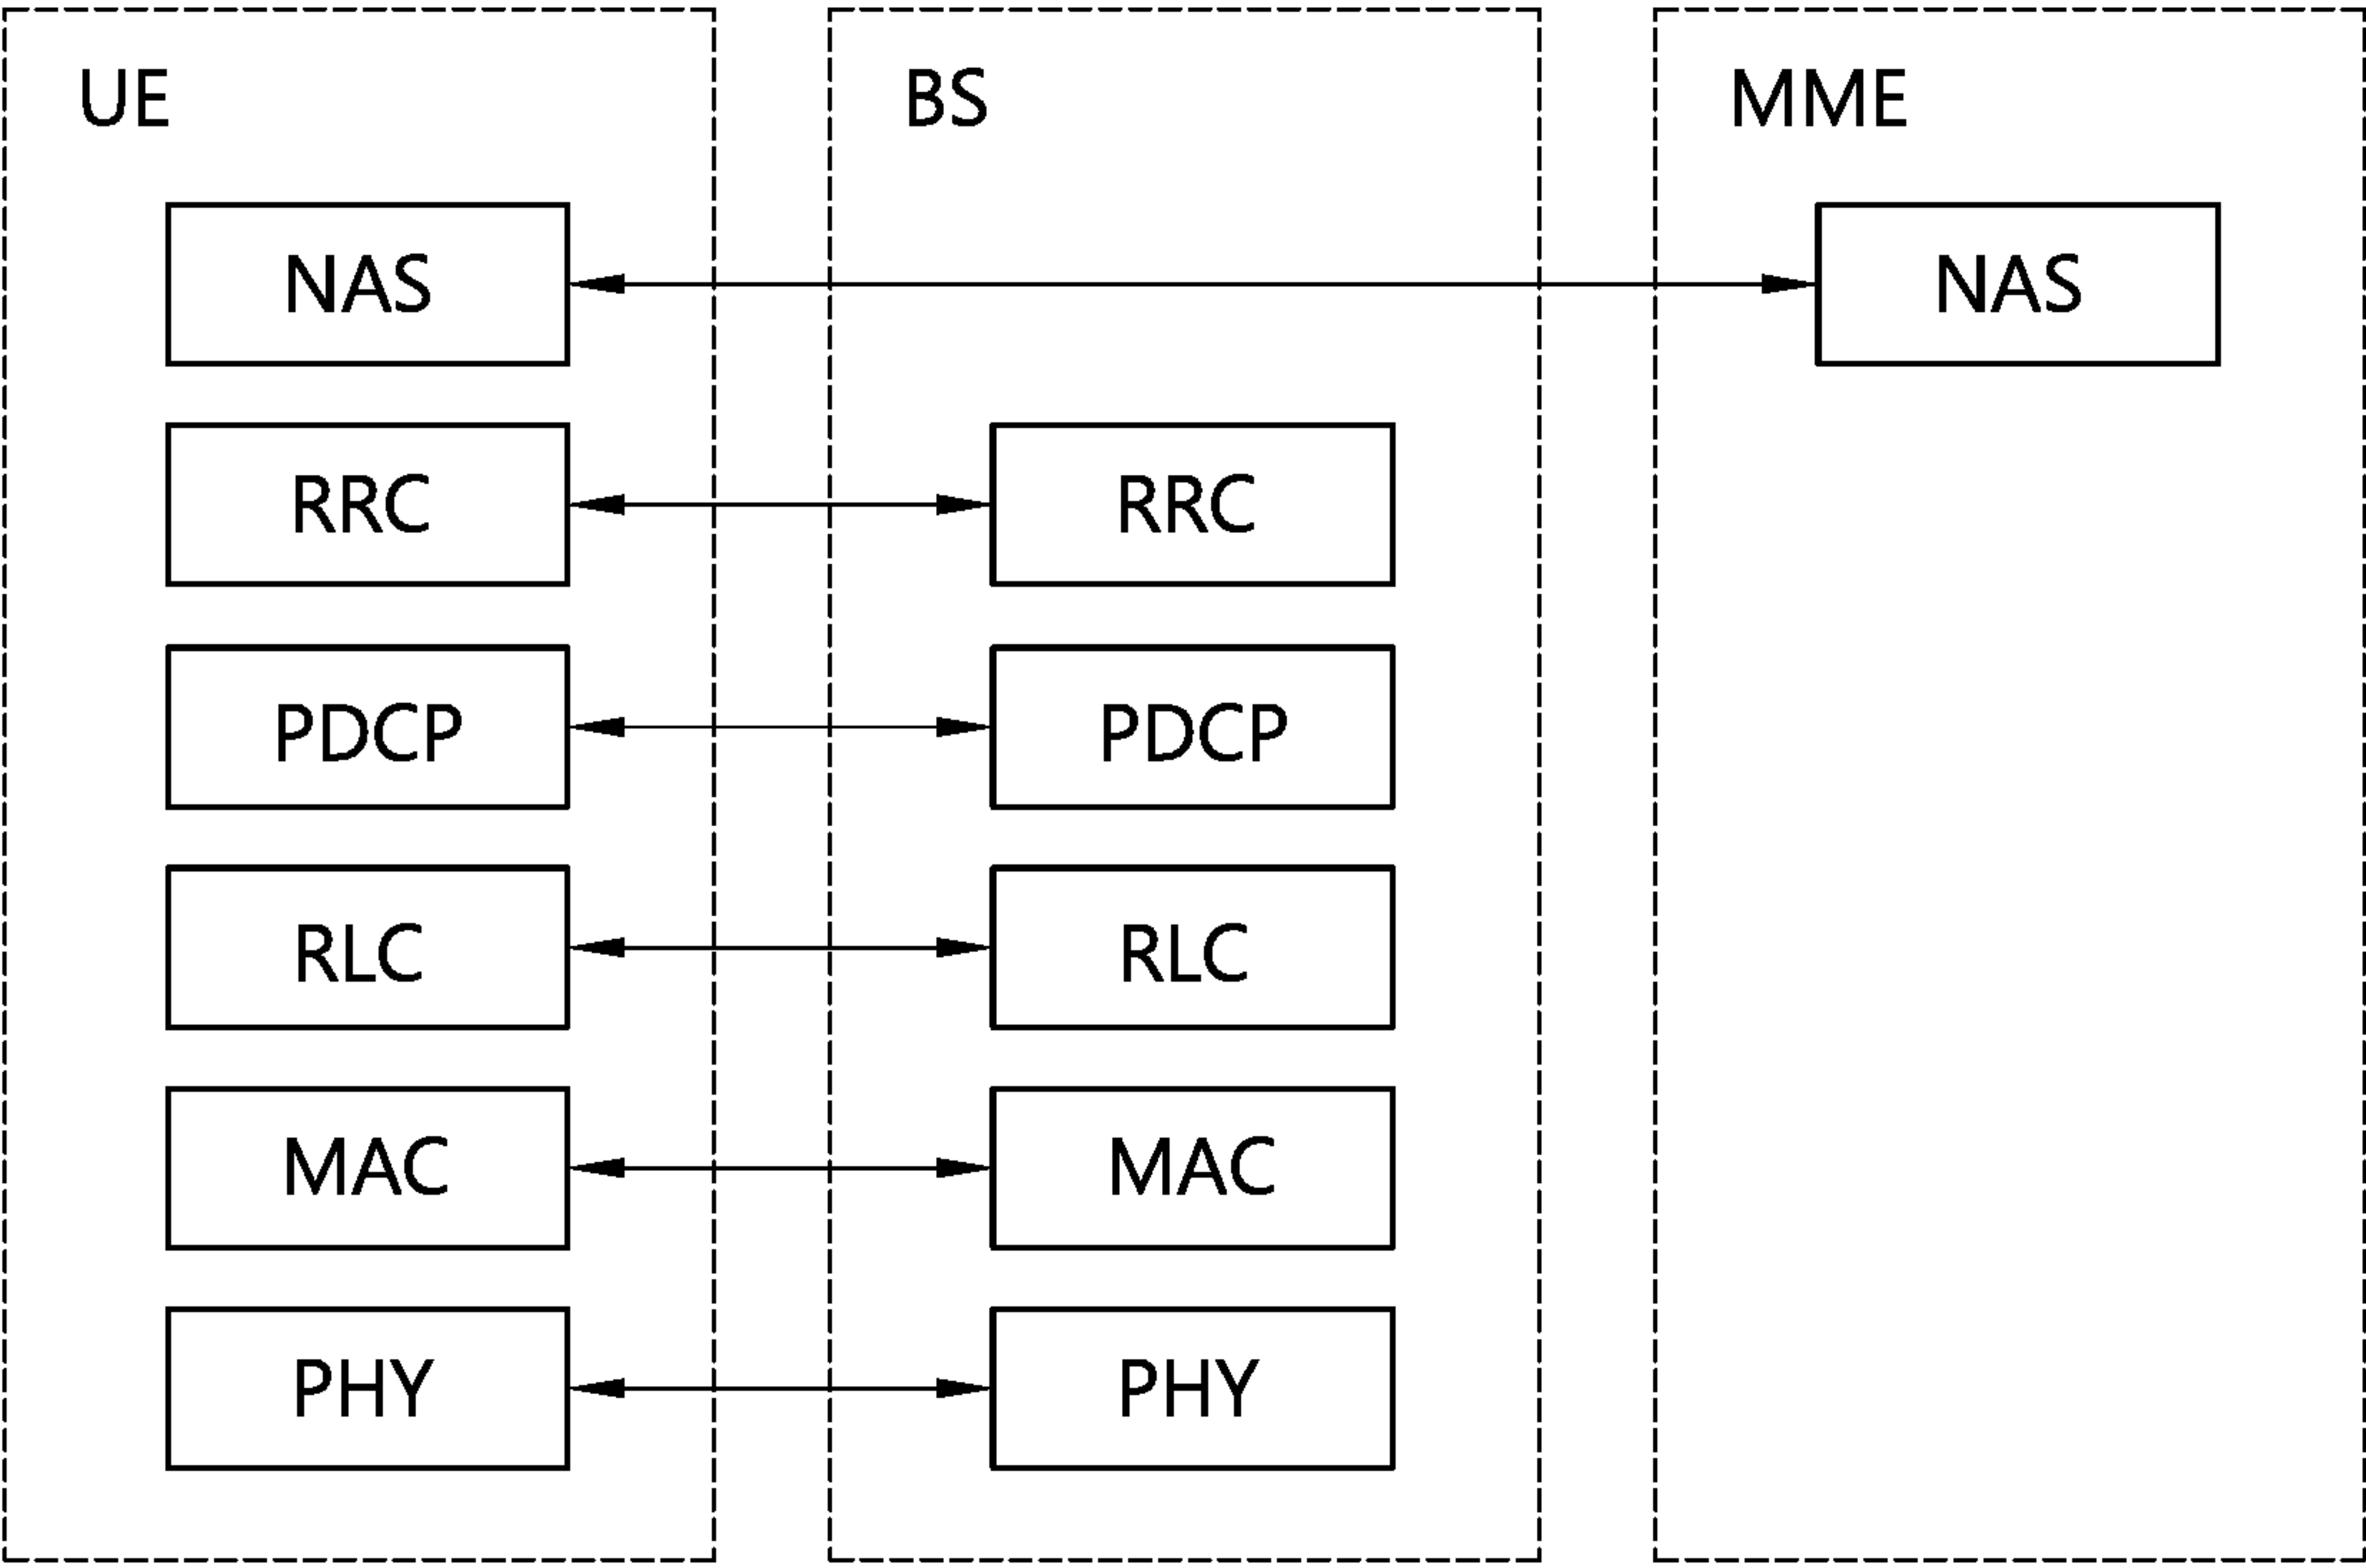 UE
BS
MME
NAS
NAS
RRC
RRC
PDCP
PDCP
RLC
RLC
MAC
MAC
PHY
PHY